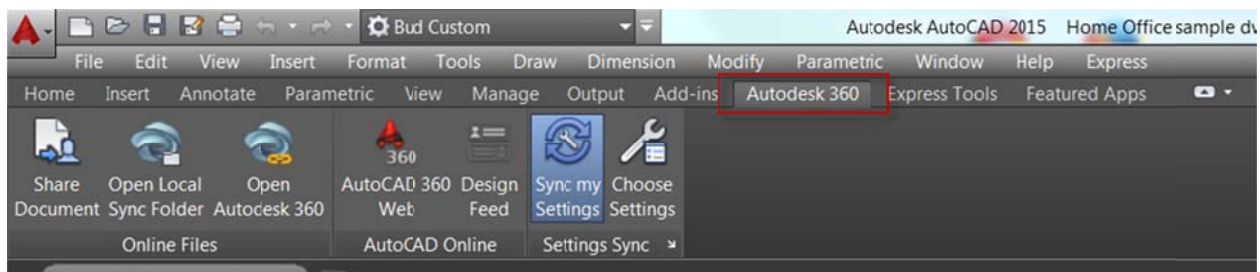 Bud Custom Autodesk AutoCAD 2015 Home Office sample dv
File Edit View Insert Format Tools Draw Dimension Modify Parametric Window Help Express
Home Insert Annotate Parametric View Manage Output Add-ins Autodesk 360 Express Tools Featured Apps
360
Share Open Local Open AutoCAD 360 Design Sync my Choose
Document Sync Folder Autodesk 360 Web Feed Settings Settings
Online Files AutoCAD Online Settings Sync